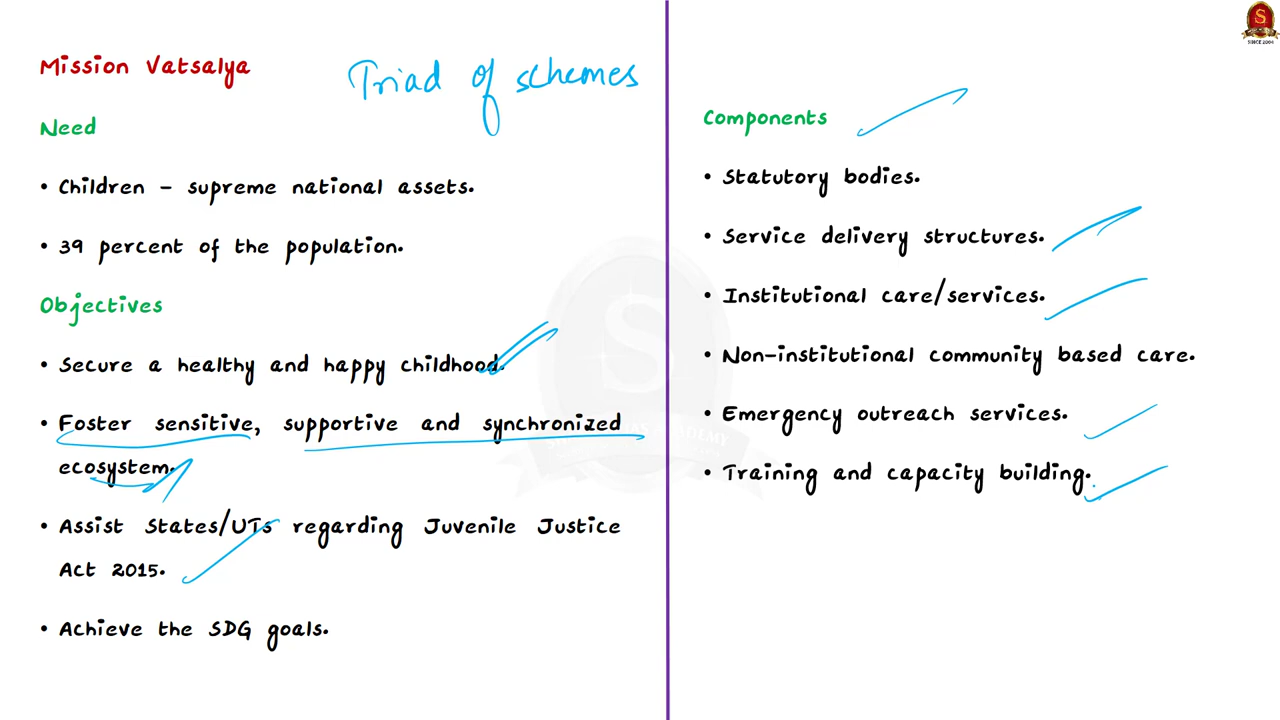 Mission Vatsalya
Triad of schemes
Need
• Children – supreme national assets.
• 39 percent of the population.
Objectives
• Secure a healthy and happy childhood.
• Foster sensitive, supportive and synchronized
ecosystem.
• Assist States/UTs regarding Juvenile Justice
Act 2015.
• Achieve the SDG goals.
Components
• Statutory bodies.
• Service delivery structures.
• Institutional care/services.
• Non-institutional community based care.
• Emergency outreach services.
• Training and capacity building.
S
SINCE 2004